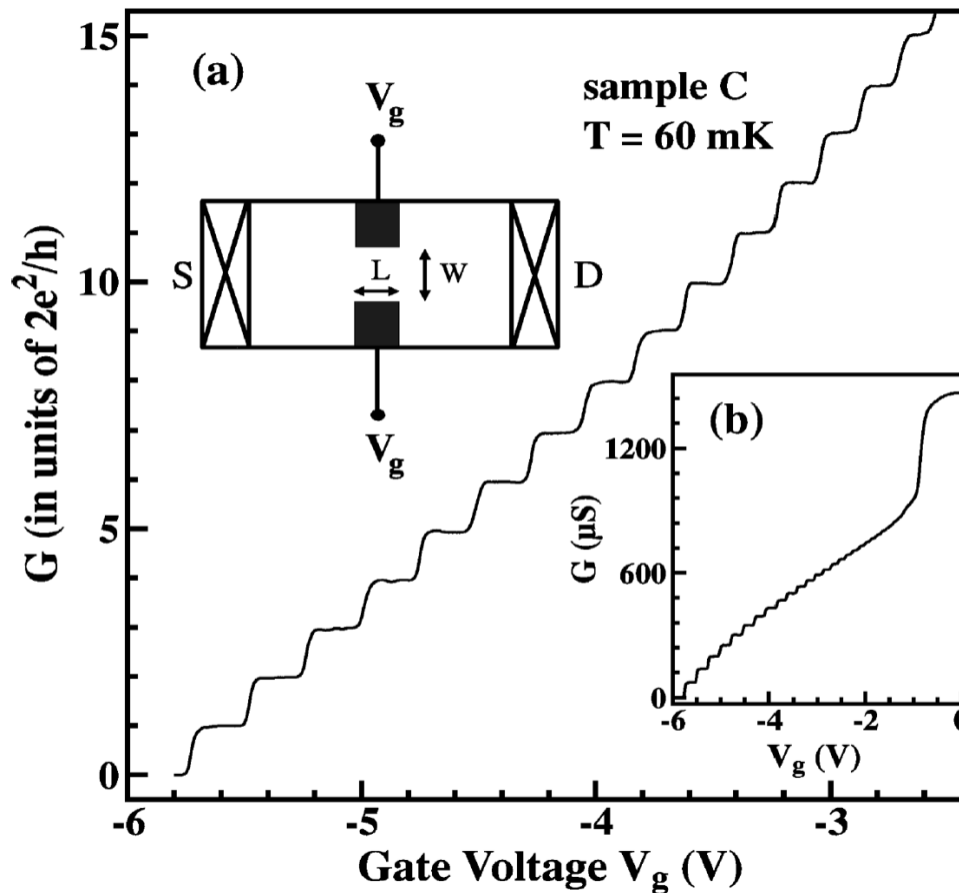 15
10
5
0
G (in units of 2e²/h)
(a)
sample C
T = 60 mK
V_g
S
L
W
D
V_g
-6
-5
-4
-3
Gate Voltage V_g (V)
(b)
1200
600
0
G (μS)
-6
-4
-2
V_g (V)